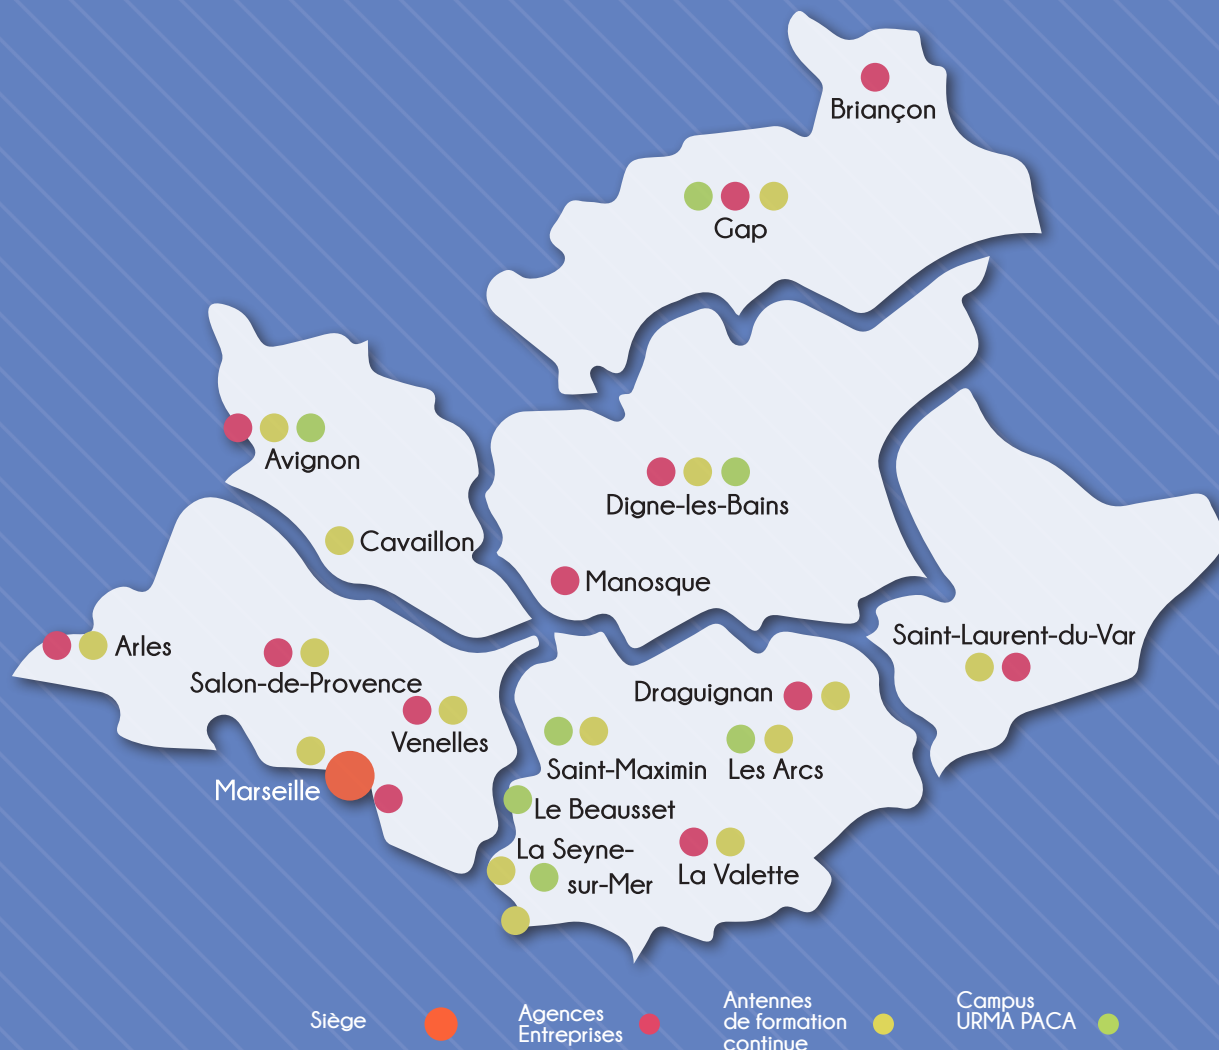 Briançon
Gap
Avignon
Digne-les-Bains
Cavaillon
Manosque
Saint-Laurent-du-Var
Arles
Salon-de-Provence
Draguignan
Venelles
Saint-Maximin
Les Arcs
Marseille
Le Beausset
La Seyne-
sur-Mer
La Valette
Siège
Agences
Entreprises
Antennes
de formation
continue
Campus
URMA PACA